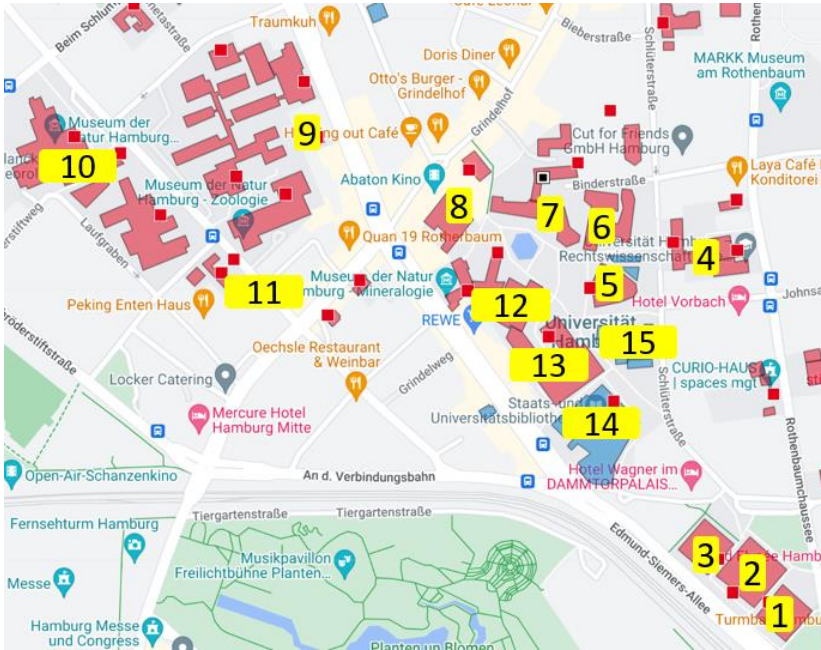 Traumkuh
Café Leonar
Bieberstraße
Beim Schlump
Doris Diner
Schlüterstraße
MARKK Museum
am Rothenbaum
Otto's Burger -
Grindelhof
Grindelhof
Museum der
Natur Hamburg...
9
Café
Cut for Friends
GmbH Hamburg
10
Laya Café
Konditorei
Abaton Kino
Binderstraße
Museum der Natur
Hamburg - Zoologie
8
7
6
Laufgraben
Quan 19 Rotherbaum
Rechtswissenschaft
4
5
Museum der Natur
Hamburg - Mineralogie
11
12
Hotel Vorbach
Peking Enten Haus
REWE
Universität
15
13
Oechsle Restaurant
& Weinbar
CURIO-HAUS
| spaces mgt
Locker Catering
Grindelweg
Schlüterstraße
Staats- und
Universitätsbibliothek
14
Mercure Hotel
Hamburg Mitte
Rothenbaumchaussee
Open-Air-Schanzenkino
An d. Verbindungsbahn
Hotel Wagner im
DAMMTORPALAIS...
Tiergartenstraße
Tiergartenstraße
Fernsehturm Hamburg
Edmund-Siemers-Allee
Musikpavillon
Freilichtbühne Planten...
3
2
Messe
1
Hamburg Messe
und Congress
Planten un Blomen